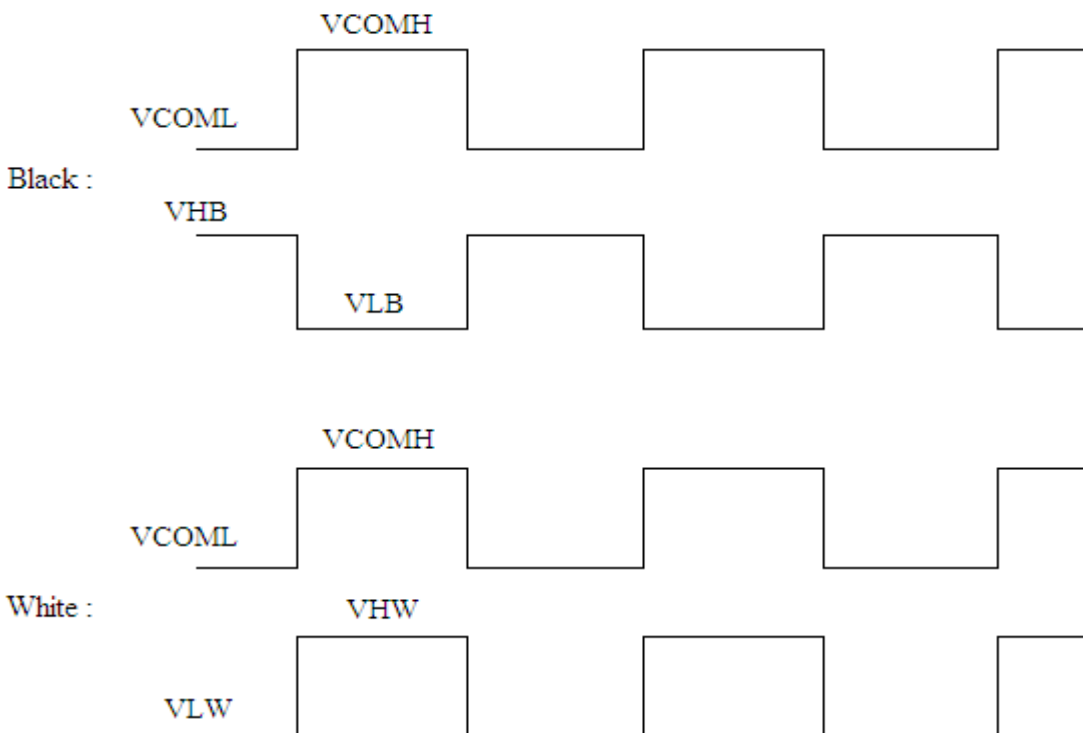 VCOMH
VCOML
Black :
VHB
VLB
VCOMH
VCOML
White :
VHW
VLW